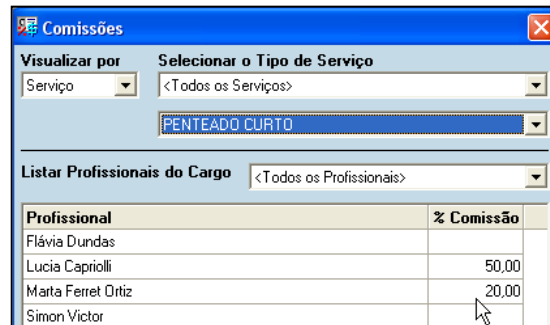 Comissões
Visualizar por Selecionar o Tipo de Serviço
Serviço <Todos os Serviços>
PENTEADO CURTO
Listar Profissionais do Cargo <Todos os Profissionais>
Profissional % Comissão
Flávia Dundas
Lucia Capriolli 50,00
Marta Ferret Ortiz 20,00
Simon Victor